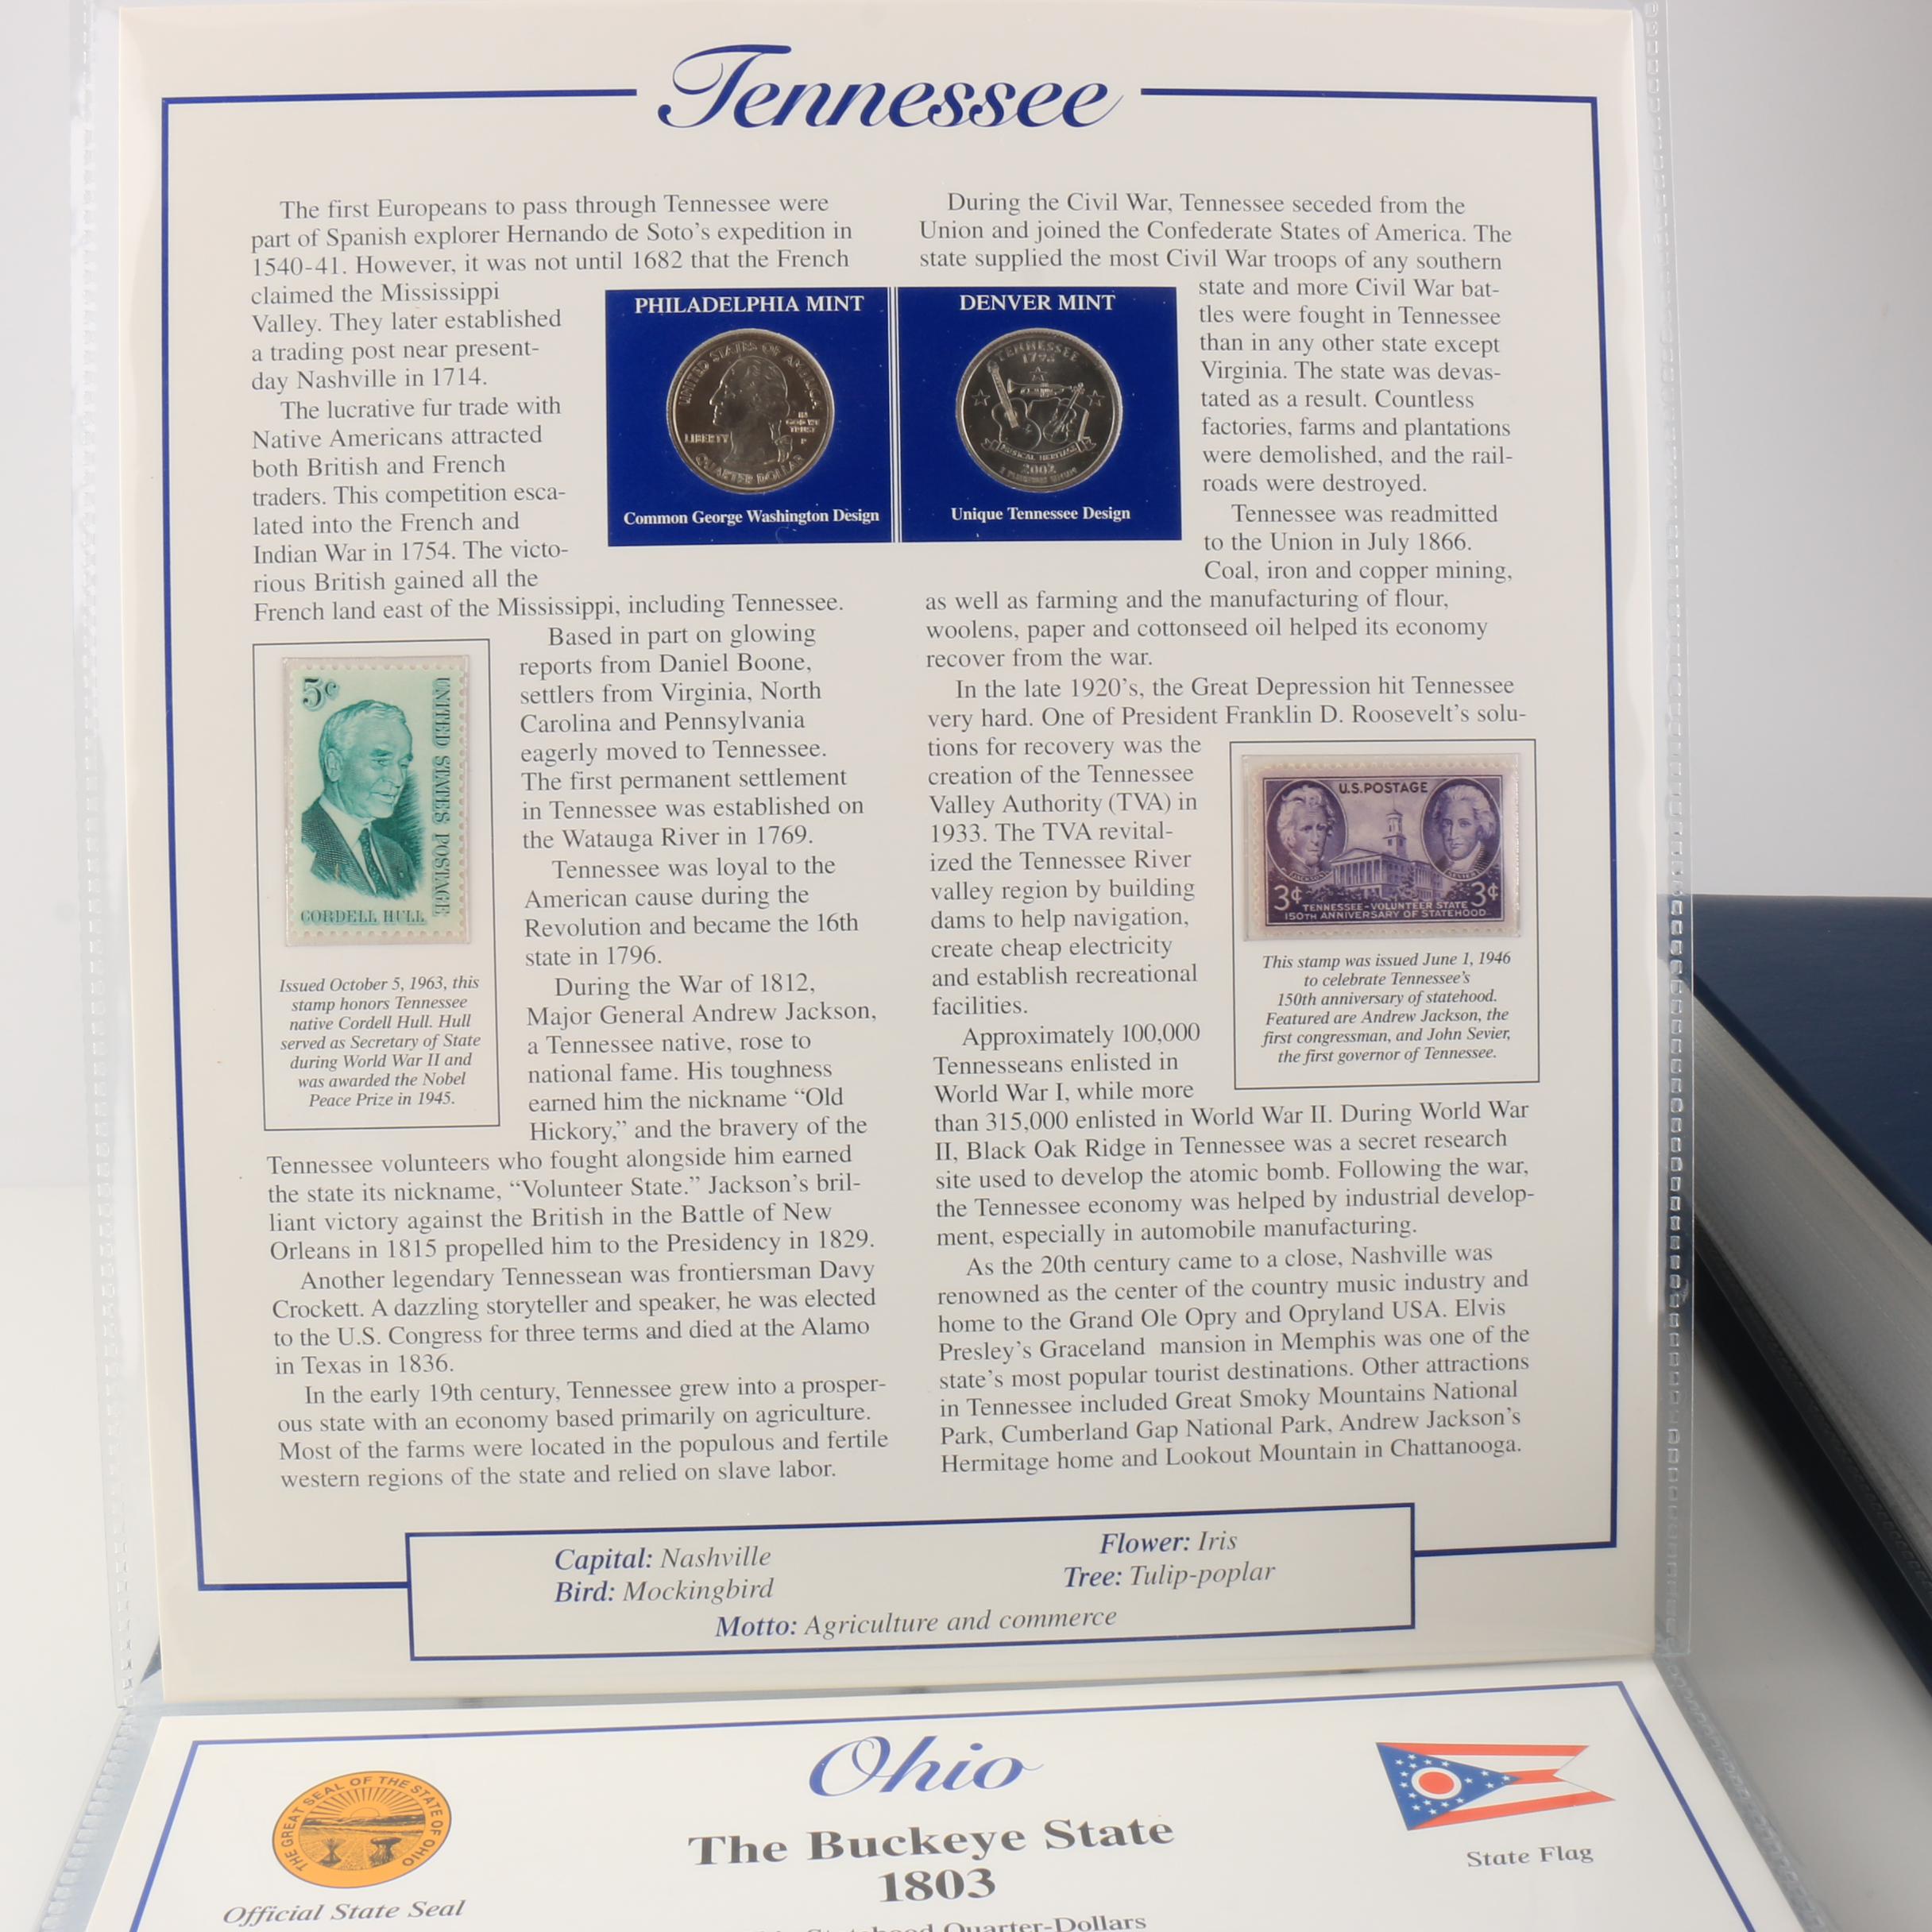 Tennessee
The first Europeans to pass through Tennessee were
part of Spanish explorer Hernando de Soto's expedition in
1540-41. However, it was not until 1682 that the French
claimed the Mississippi
Valley. They later established
a trading post near present-
day Nashville in 1714.
The lucrative fur trade with
Native Americans attracted
both British and French
traders. This competition esca-
lated into the French and
Indian War in 1754. The victo-
rious British gained all the
French land east of the Mississippi, including Tennessee.
Based in part on glowing
reports from Daniel Boone,
settlers from Virginia, North
Carolina and Pennsylvania
eagerly moved to Tennessee.
The first permanent settlement
in Tennessee was established on
the Watauga River in 1769.
Tennessee was loyal to the
American cause during the
Revolution and became the 16th
state in 1796.
During the War of 1812,
Major General Andrew Jackson,
a Tennessee native, rose to
national fame. His toughness
earned him the nickname “Old
Hickory,” and the bravery of the
Tennessee volunteers who fought alongside him earned
the state its nickname, “Volunteer State.” Jackson's bril-
liant victory against the British in the Battle of New
Orleans in 1815 propelled him to the Presidency in 1829.
Another legendary Tennessean was frontiersman Davy
Crockett. A dazzling storyteller and speaker, he was elected
to the U.S. Congress for three terms and died at the Alamo
in Texas in 1836.
In the early 19th century, Tennessee grew into a prosper-
ous state with an economy based primarily on agriculture.
Most of the farms were located in the populous and fertile
western regions of the state and relied on slave labor.
5c
UNITED STATES POSTAGE
CORDELL HULL
Issued October 5, 1963, this
stamp honors Tennessee
native Cordell Hull. Hull
served as Secretary of State
during World War II and
was awarded the Nobel
Peace Prize in 1945.
PHILADELPHIA MINT
UNITED STATES OF AMERICA
LIBERTY
IN
GOD WE
TRUST
P
QUARTER DOLLAR
Common George Washington Design
DENVER MINT
TENNESSEE
1796
MUSICAL HERITAGE
2002
E PLURIBUS UNUM
Unique Tennessee Design
During the Civil War, Tennessee seceded from the
Union and joined the Confederate States of America. The
state supplied the most Civil War troops of any southern
state and more Civil War bat-
tles were fought in Tennessee
than in any other state except
Virginia. The state was devas-
tated as a result. Countless
factories, farms and plantations
were demolished, and the rail-
roads were destroyed.
Tennessee was readmitted
to the Union in July 1866.
Coal, iron and copper mining,
as well as farming and the manufacturing of flour,
woolens, paper and cottonseed oil helped its economy
recover from the war.
In the late 1920's, the Great Depression hit Tennessee
very hard. One of President Franklin D. Roosevelt's solu-
tions for recovery was the
creation of the Tennessee
Valley Authority (TVA) in
1933. The TVA revital-
ized the Tennessee River
valley region by building
dams to help navigation,
create cheap electricity
and establish recreational
facilities.
Approximately 100,000
Tennesseans enlisted in
World War I, while more
than 315,000 enlisted in World War II. During World War
II, Black Oak Ridge in Tennessee was a secret research
site used to develop the atomic bomb. Following the war,
the Tennessee economy was helped by industrial develop-
ment, especially in automobile manufacturing.
As the 20th century came to a close, Nashville was
renowned as the center of the country music industry and
home to the Grand Ole Opry and Opryland USA. Elvis
Presley's Graceland mansion in Memphis was one of the
state's most popular tourist destinations. Other attractions
in Tennessee included Great Smoky Mountains National
Park, Cumberland Gap National Park, Andrew Jackson's
Hermitage home and Lookout Mountain in Chattanooga.
U.S. POSTAGE
3¢ 3¢
TENNESSEE-VOLUNTEER STATE
150TH ANNIVERSARY OF STATEHOOD
This stamp was issued June 1, 1946
to celebrate Tennessee's
150th anniversary of statehood.
Featured are Andrew Jackson, the
first congressman, and John Sevier,
the first governor of Tennessee.
Capital: Nashville
Bird: Mockingbird
Flower: Iris
Tree: Tulip-poplar
Motto: Agriculture and commerce
Ohio
The Buckeye State
1803
THE GREAT SEAL OF THE STATE OF OHIO
Official State Seal
State Flag
Statehood Quarter-Dollars